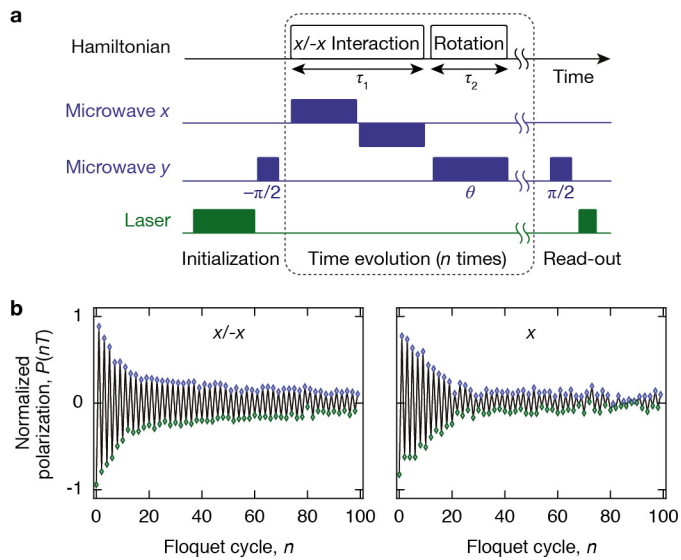 a
Hamiltonian
x/-x Interaction
Rotation
τ1
τ2
Time
Microwave x
Microwave y
−π/2
θ
π/2
Laser
Initialization
Time evolution (n times)
Read-out
b
Normalized
polarization, P(nT)
1
0
-1
x/-x
0 20 40 60 80 100
Floquet cycle, n
x
0 20 40 60 80 100
Floquet cycle, n